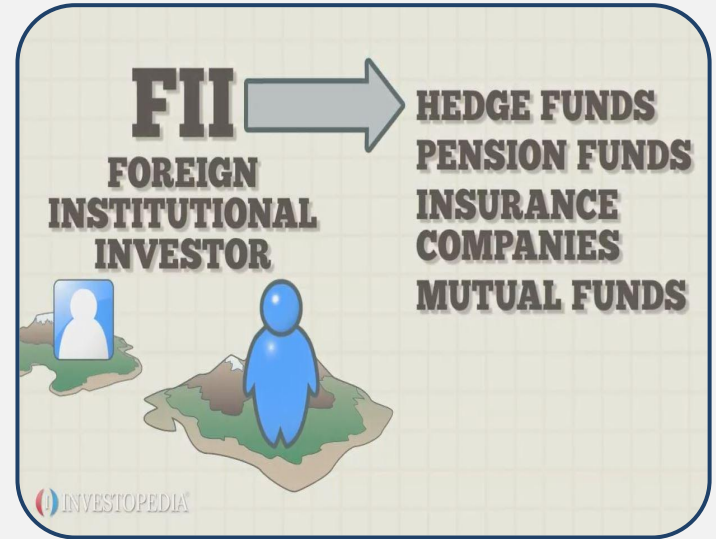 FII
FOREIGN
INSTITUTIONAL
INVESTOR
HEDGE FUNDS
PENSION FUNDS
INSURANCE
COMPANIES
MUTUAL FUNDS
INVESTOPEDIA